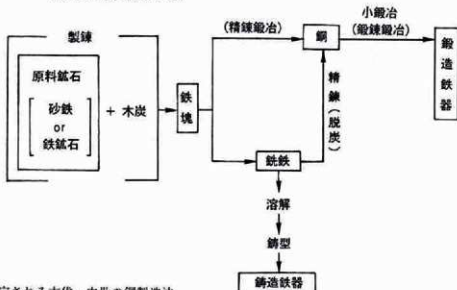 製錬
原料鉱石
砂鉄
or
鉄鉱石
+ 木炭
鉄塊
(精錬鍛冶)
鋼
小鍛冶
(鍛錬鍛冶)
鍛造鉄器
精錬(脱炭)
銑鉄
溶解
鋳型
鋳造鉄器